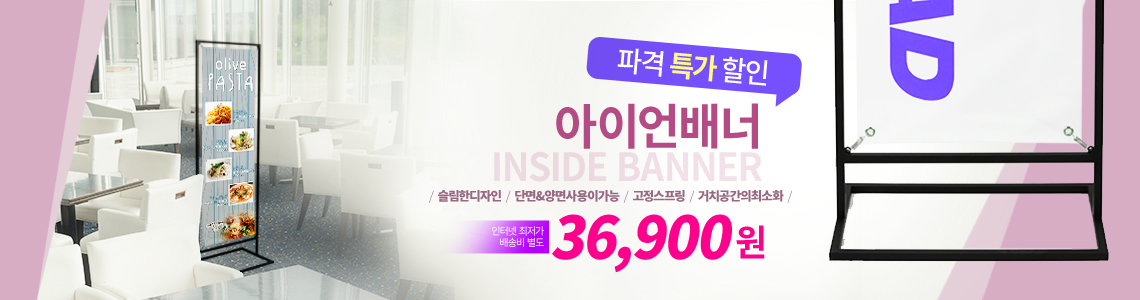 olive
PASTA
파격 특가 할인
아이언배너
INSIDE BANNER
/ 슬림한디자인 / 단면&양면사용이가능 / 고정스프링 / 거치공간의최소화 /
인터넷 최저가
배송비 별도
36,900원
AD